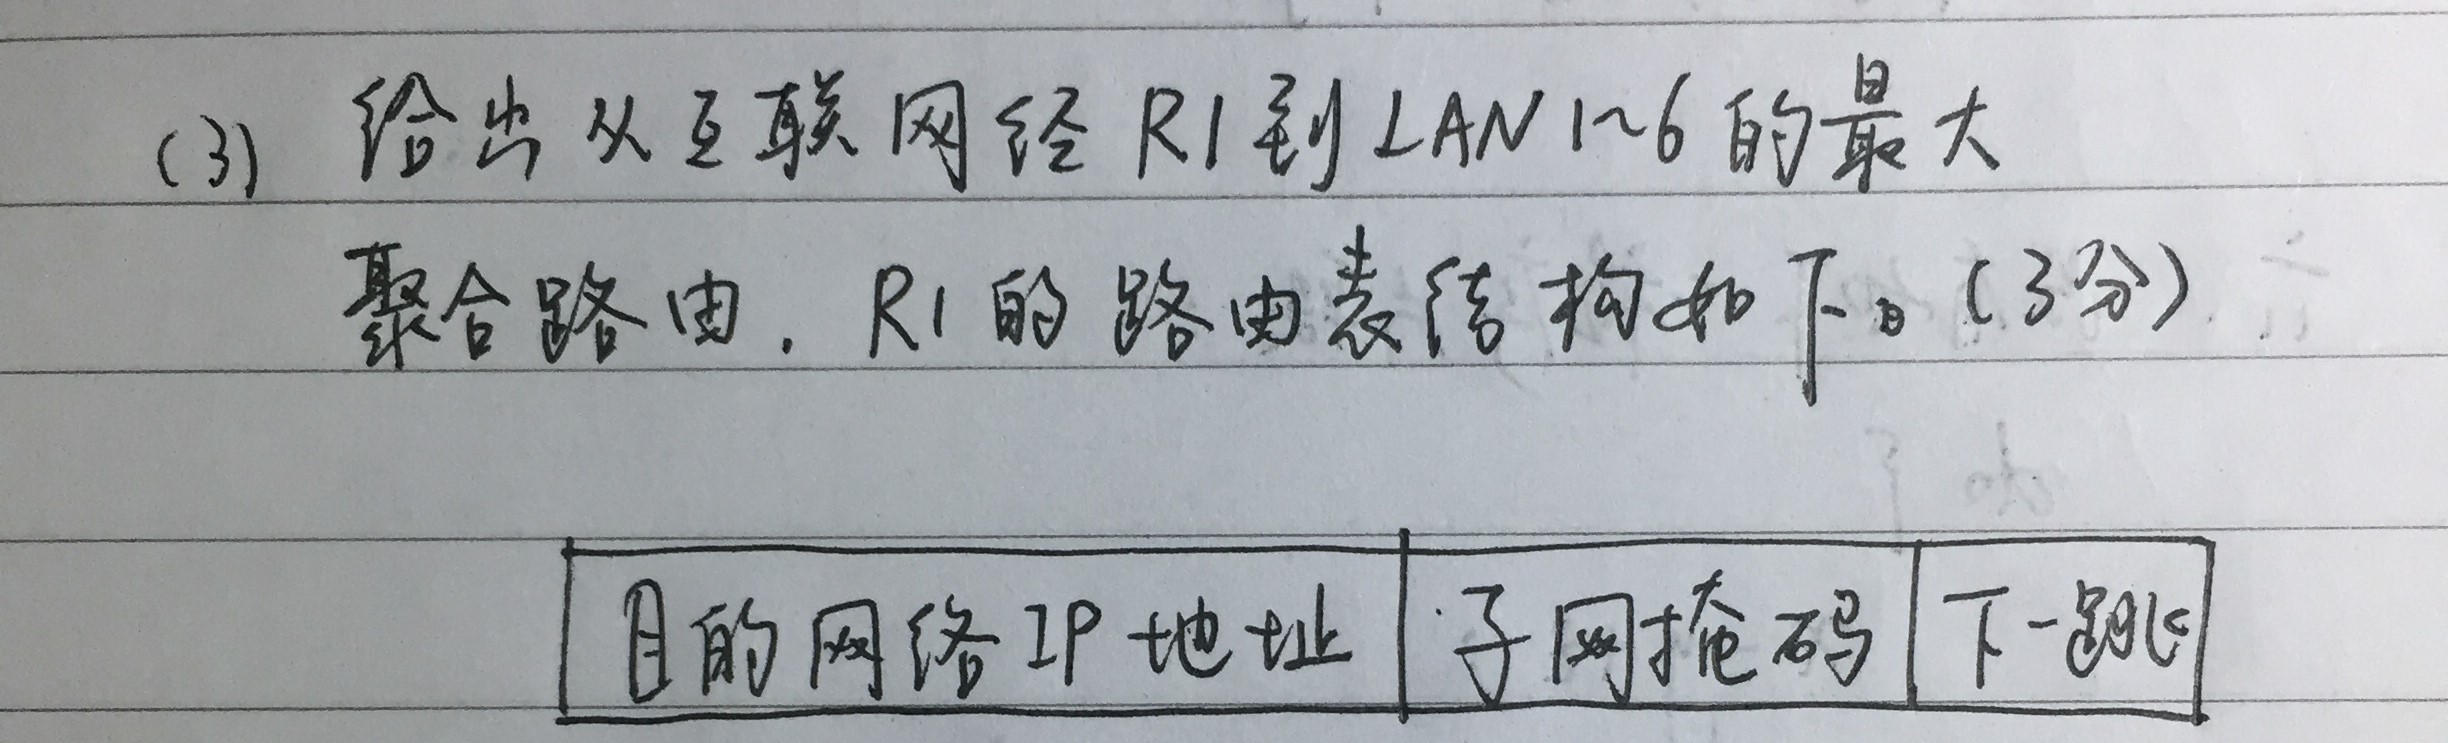 (3) 给出从互联网经R1到LAN1~6的最大
聚合路由. R1的路由表结构如下。(3分)
目的网络IP地址 子网掩码 下一跳